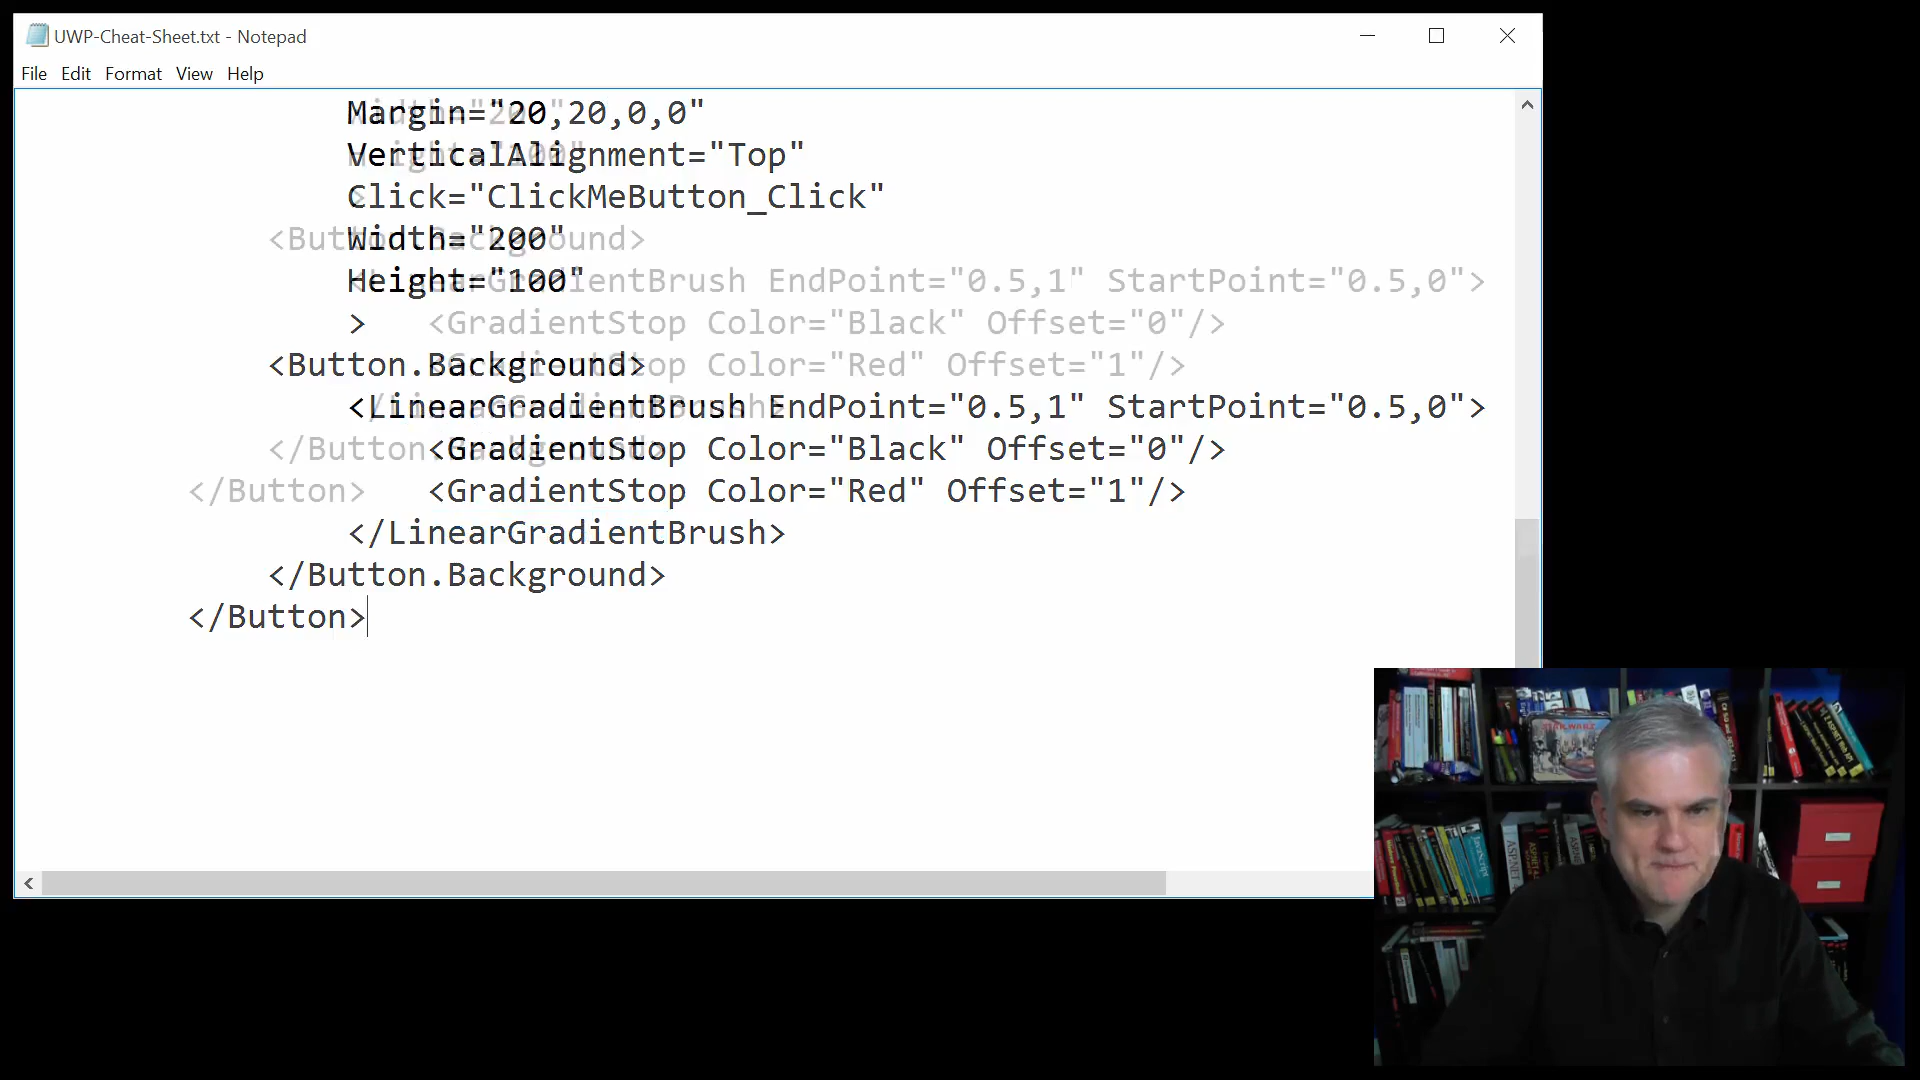 UWP-Cheat-Sheet.txt - Notepad
File Edit Format View Help
Margin="20,20,0,0"
VerticalAlignment="Top"
Click="ClickMeButton_Click"
Width="200"
Height="100"
>
<Button.Background>
<LinearGradientBrush EndPoint="0.5,1" StartPoint="0.5,0">
<GradientStop Color="Black" Offset="0"/>
<GradientStop Color="Red" Offset="1"/>
</LinearGradientBrush>
</Button.Background>
</Button>